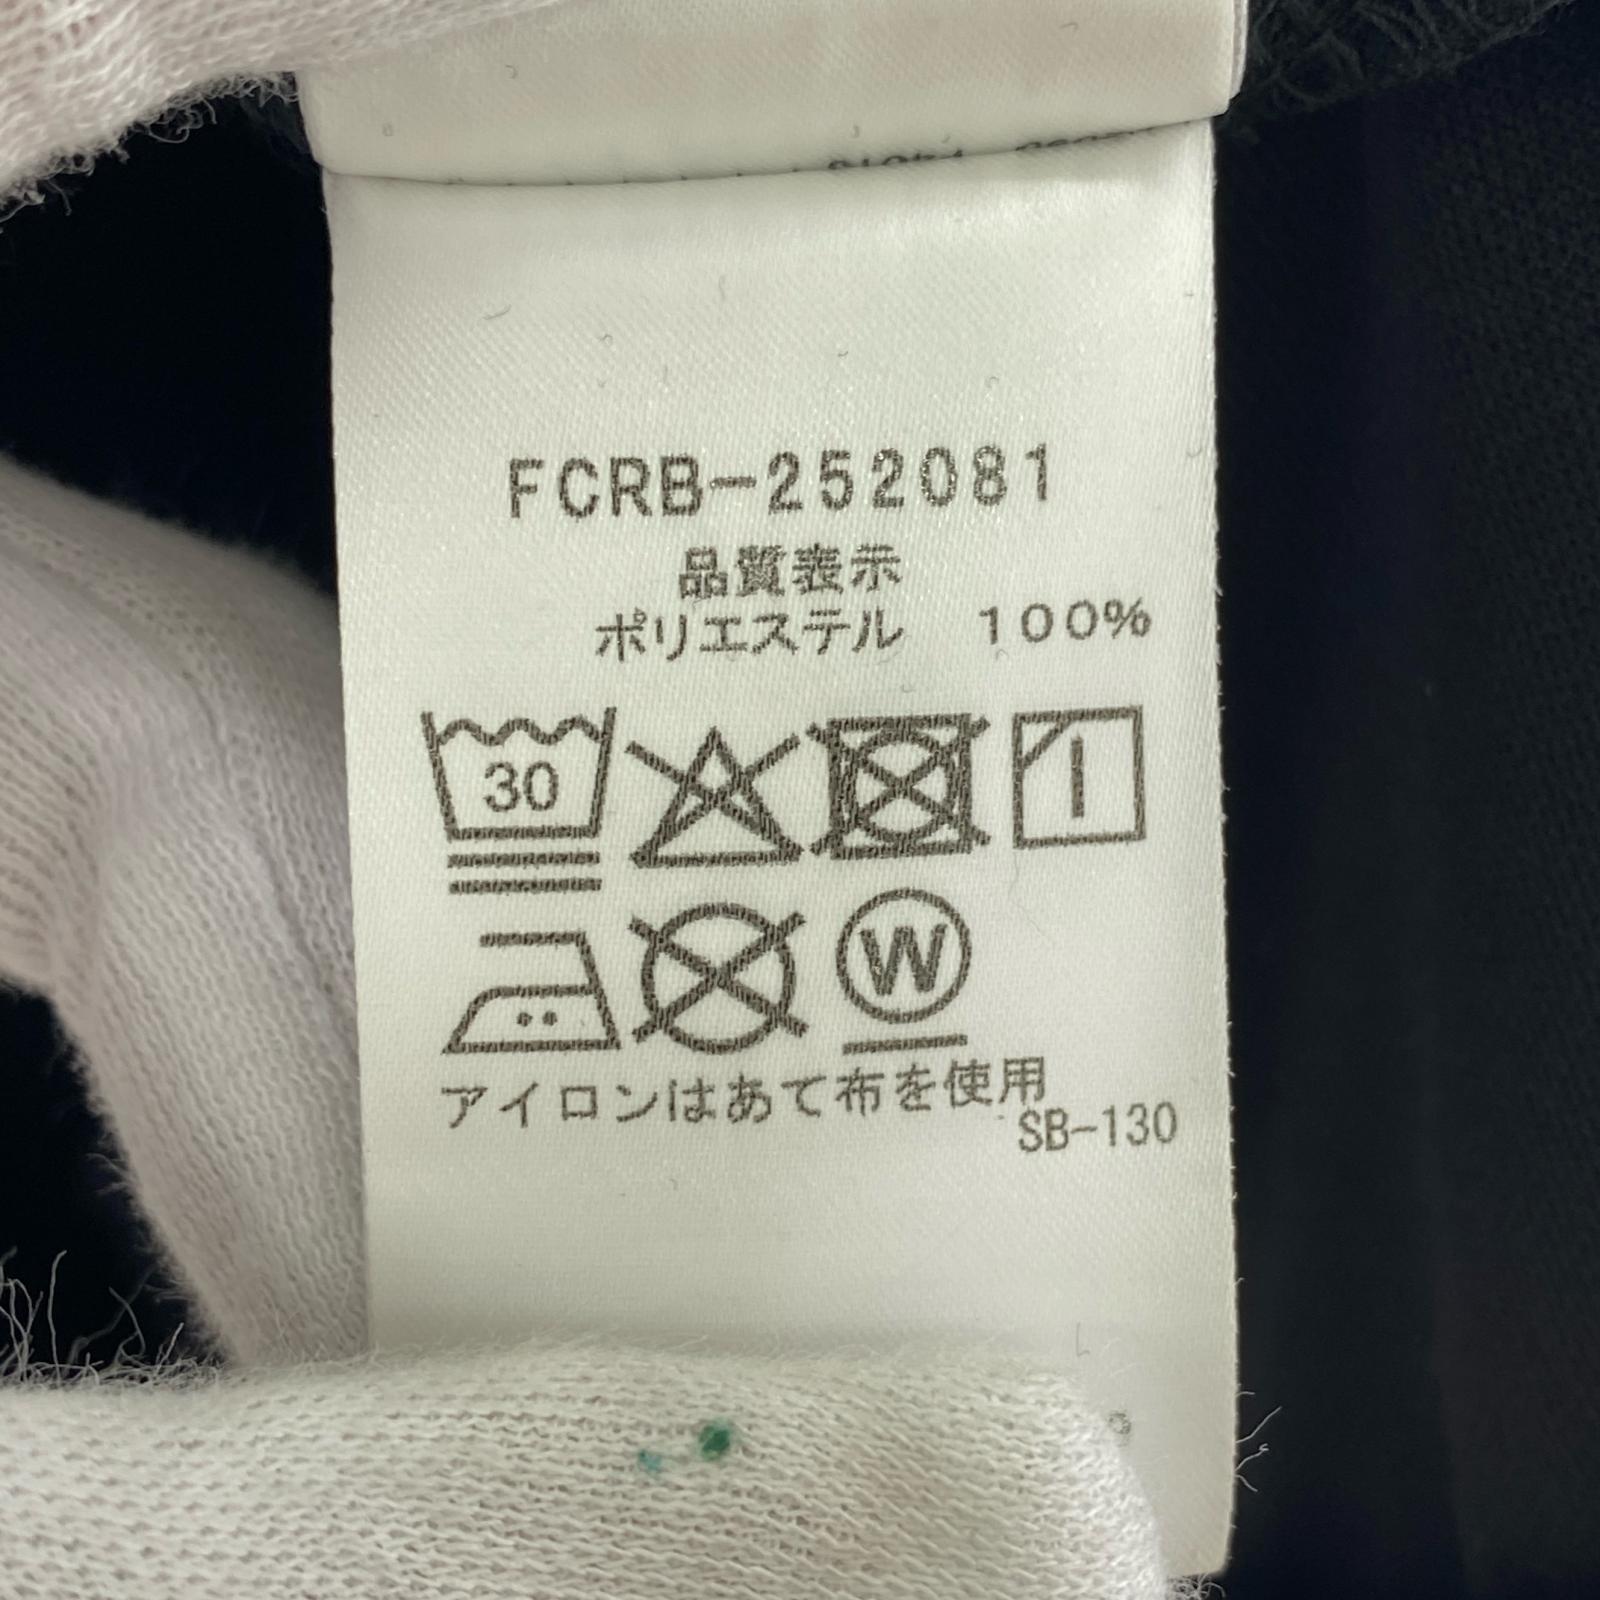 FCRB-252081
品質表示
ポリエステル 100%
30
W
アイロンはあて布を使用
SB-130